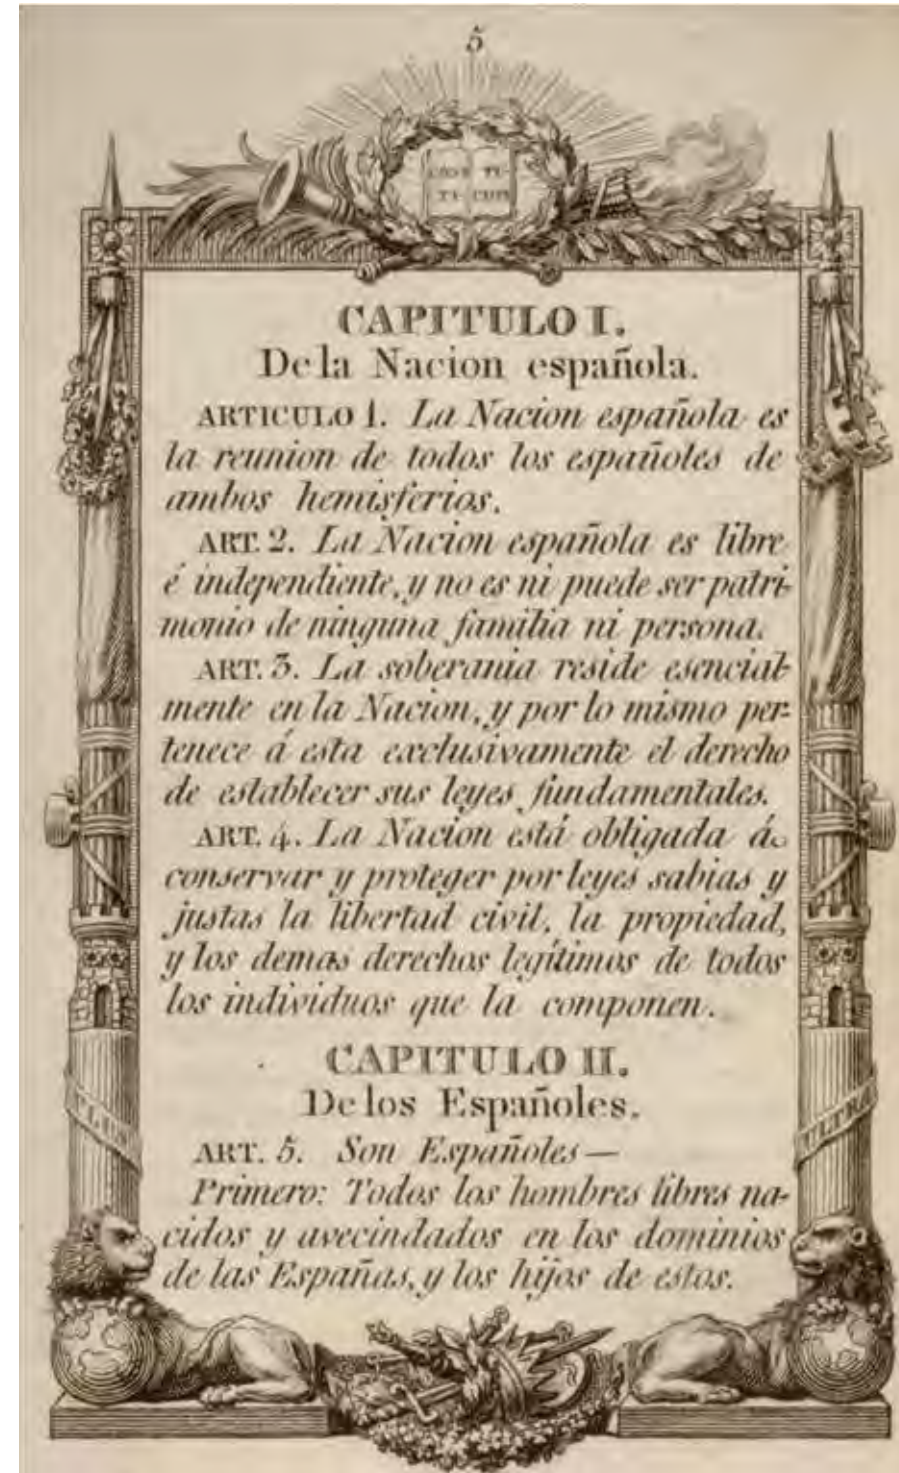 5
CONS TU-
TI- CION
CAPITULO I.
De la Nacion española.
ARTICULO 1. La Nacion española es
la reunion de todos los españoles de
ambos hemisferios.
ART. 2. La Nacion española es libre
é independiente, y no es ni puede ser patri-
monio de ninguna familia ni persona.
ART. 3. La soberania reside esencial-
mente en la Nacion, y por lo mismo per-
tenece á esta exclusivamente el derecho
de establecer sus leyes fundamentales.
ART. 4. La Nacion está obligada á
conservar y proteger por leyes sabias y
justas la libertad civil, la propiedad,
y los demas derechos legítimos de todos
los individuos que la componen.
CAPITULO II.
De los Españoles.
ART. 5. Son Españoles—
Primero: Todos los hombres libres na-
cidos y avecindados en los dominios
de las Españas, y los hijos de estos.
PLUS
ULTRA